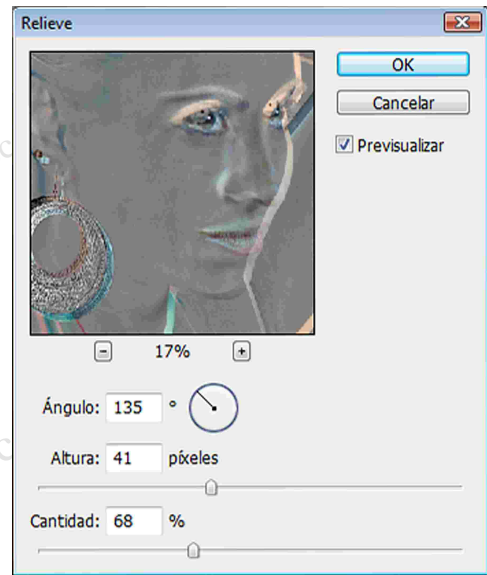 Relieve
OK
Cancelar
Previsualizar
17%
Ángulo: 135 °
Altura: 41 píxeles
Cantidad: 68 %